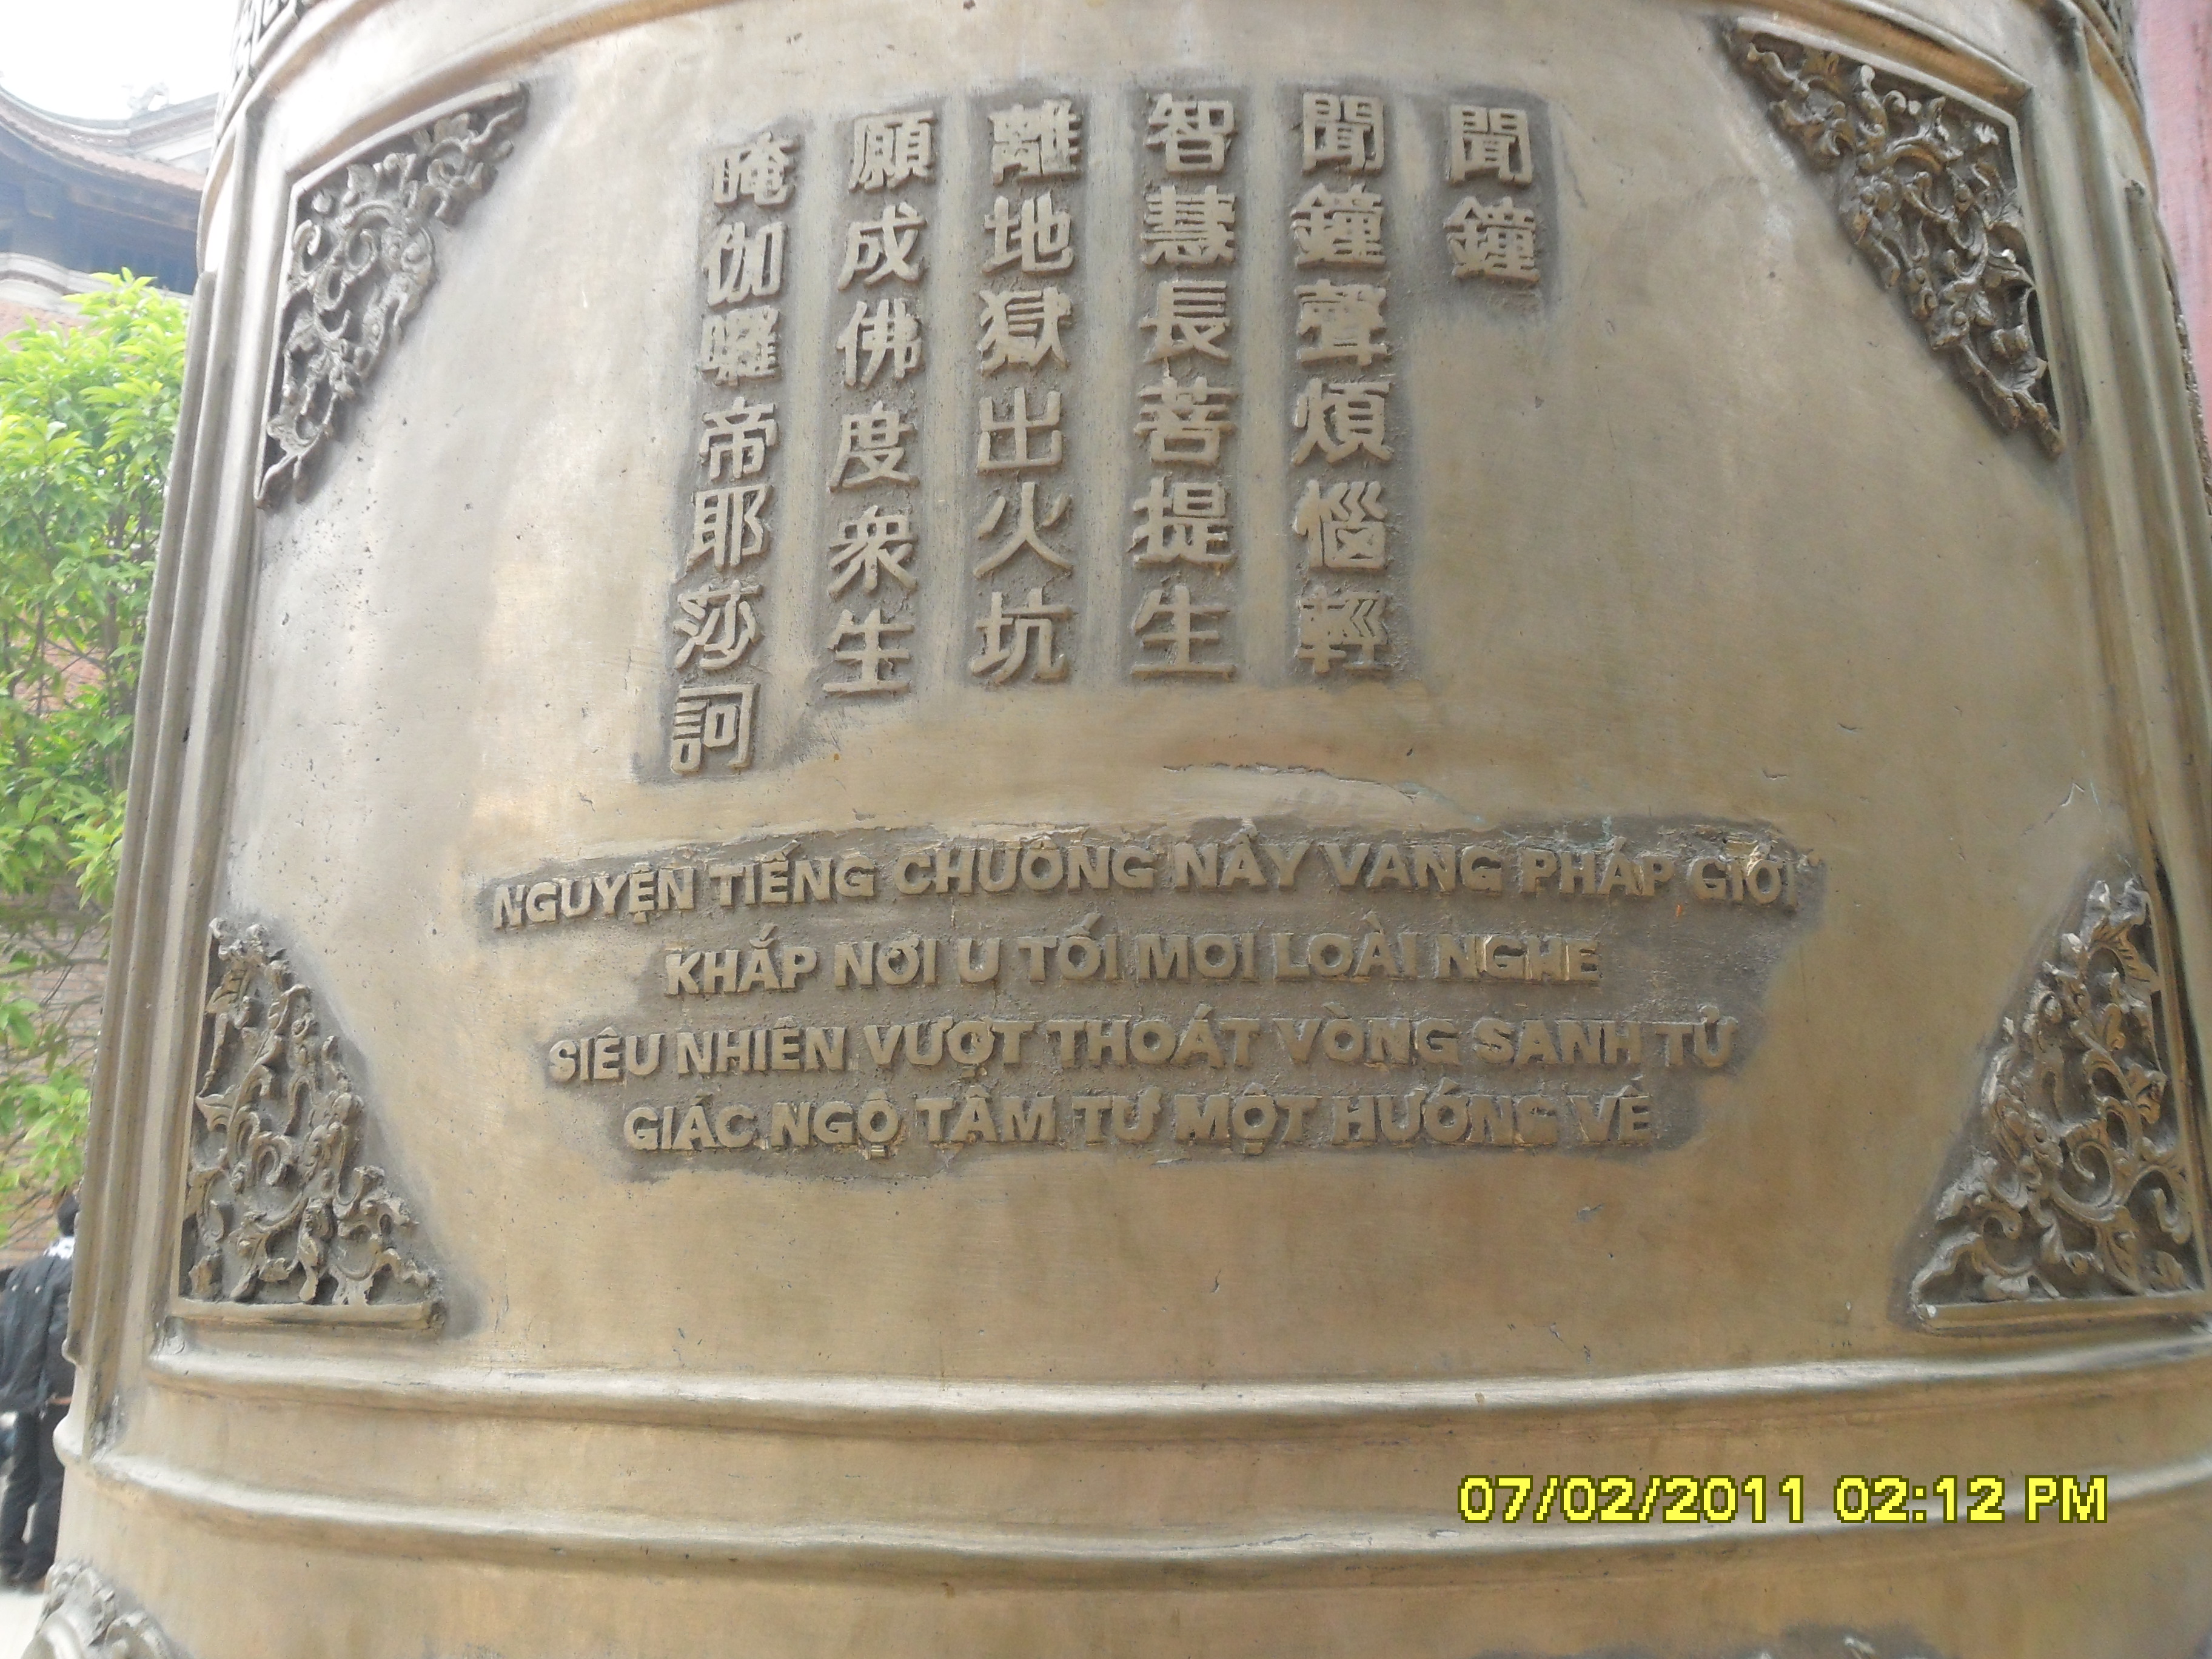 聞鐘
聞鐘聲煩惱輕
智慧長菩提生
離地獄出火坑
願成佛度衆生
唵伽囉帝耶莎訶
NGUYỆN TIẾNG CHUÔNG NÀY VANG PHÁP GIỚI
KHẮP NƠI U TỐI MỌI LOÀI NGHE
SIÊU NHIÊN VƯỢT THOÁT VÒNG SANH TỬ
GIÁC NGỘ TÂM TƯ MỘT HƯỚNG VỀ
07/02/2011 02:12 PM